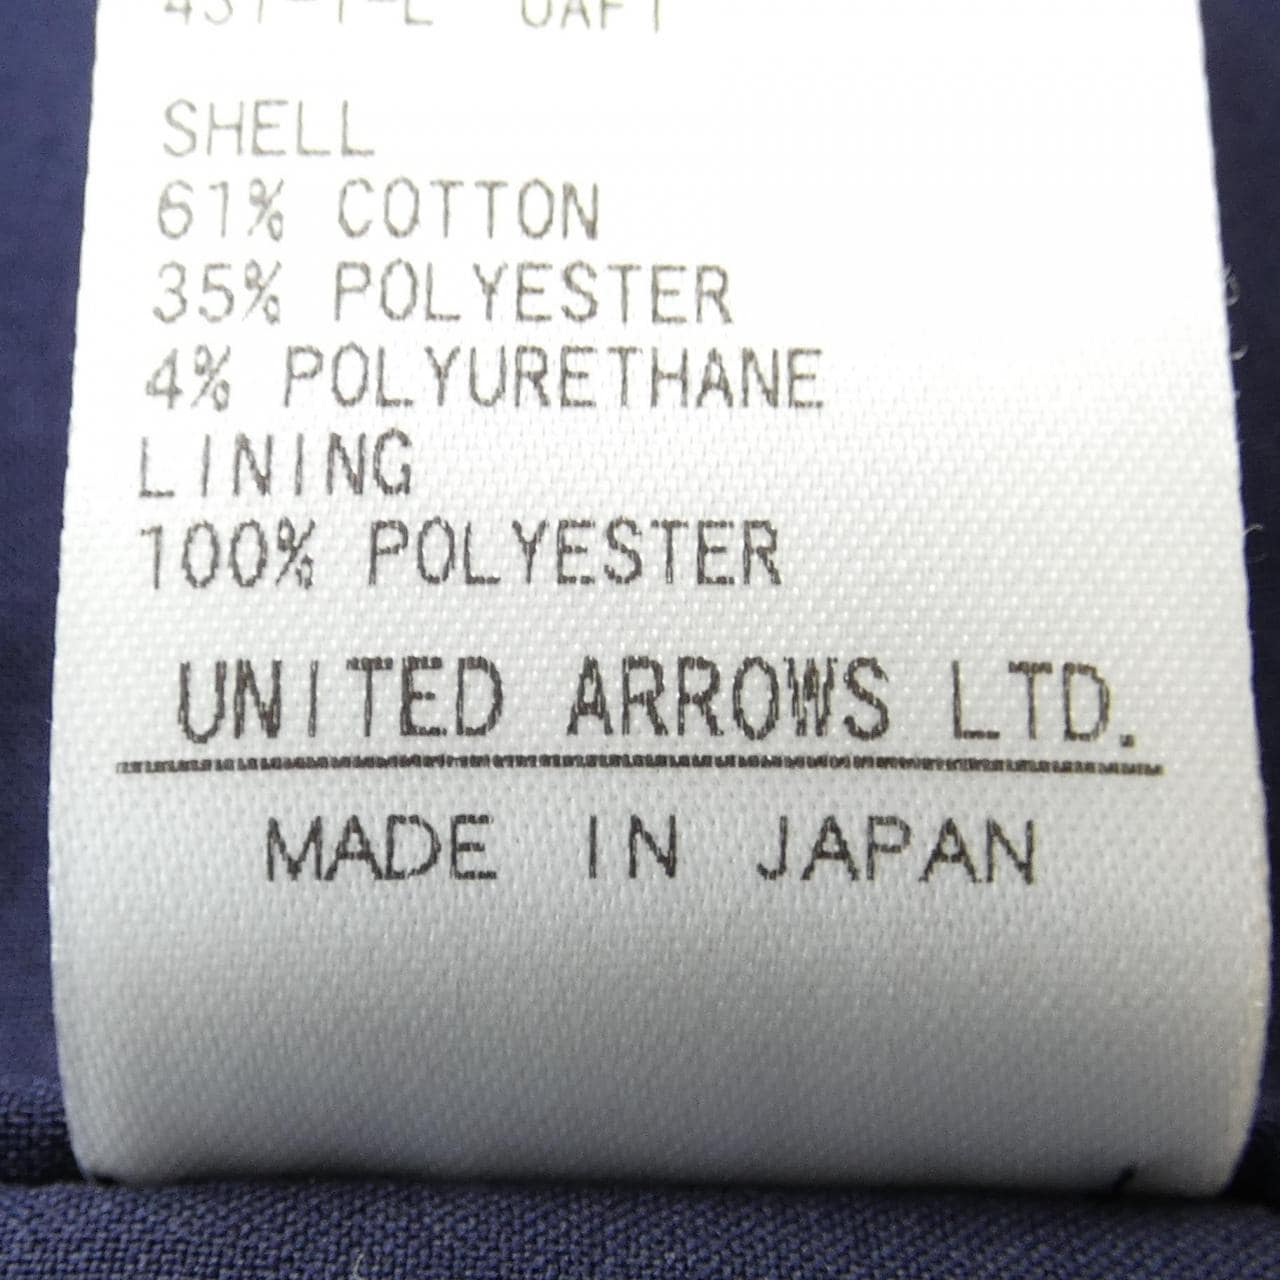 SHELL
61% COTTON
35% POLYESTER
4% POLYURETHANE
LINING
100% POLYESTER
UNITED ARROWS LTD.
MADE IN JAPAN